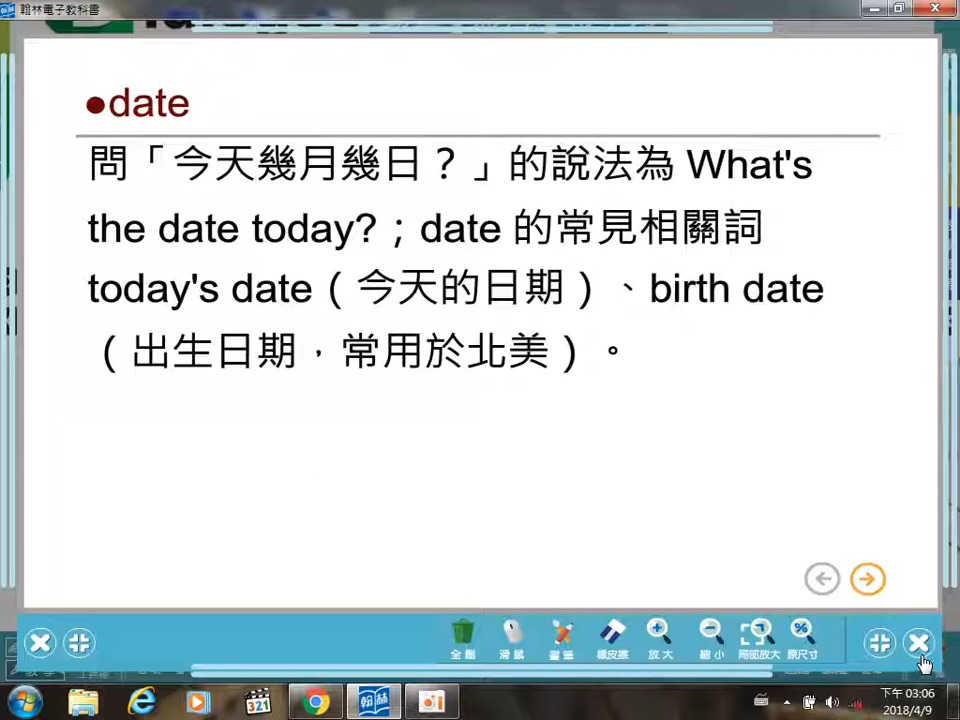 翰林電子教科書
●date
問「今天幾月幾日？」的說法為 What's
the date today?；date 的常見相關詞
today's date（今天的日期）、birth date
（出生日期，常用於北美）。
全刪 滑鼠 畫筆 橡皮擦 放大 縮小 局部放大 原尺寸
321 翰林 下午 03:06
2018/4/9